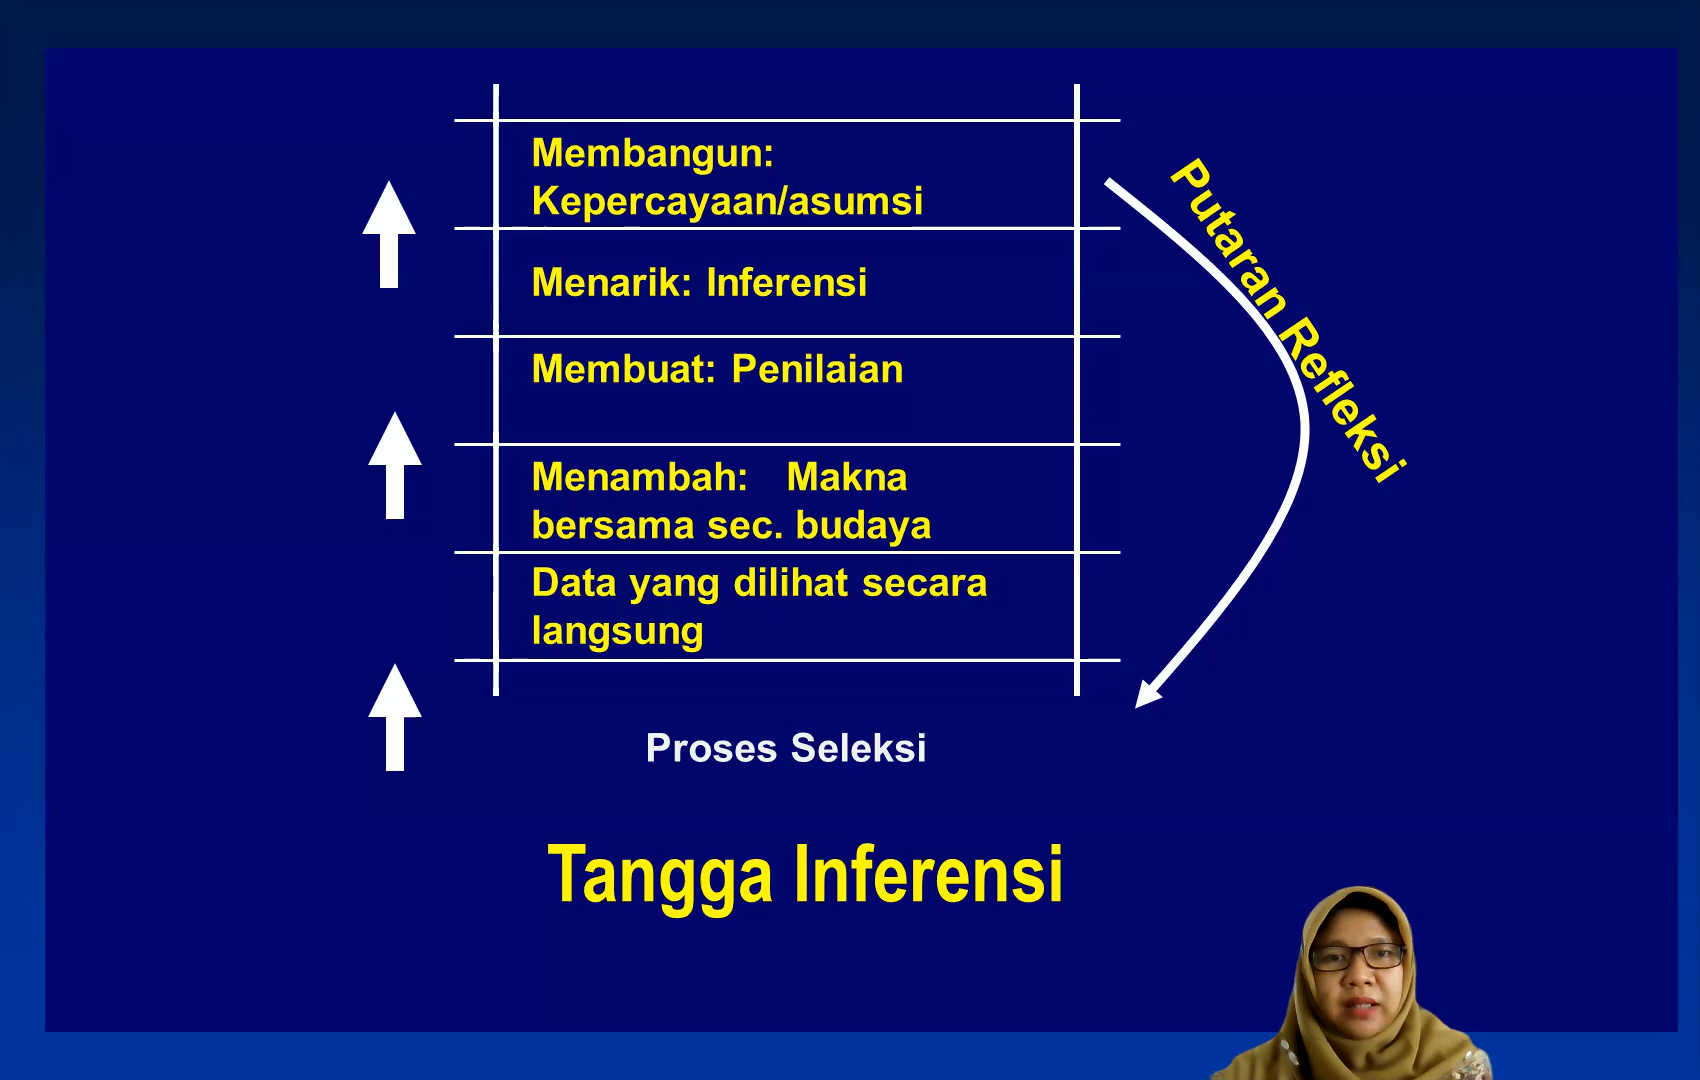 Membangun:
Kepercayaan/asumsi
Menarik: Inferensi
Membuat: Penilaian
Menambah: Makna
bersama sec. budaya
Data yang dilihat secara
langsung
Putaran Refleksi
Proses Seleksi
Tangga Inferensi